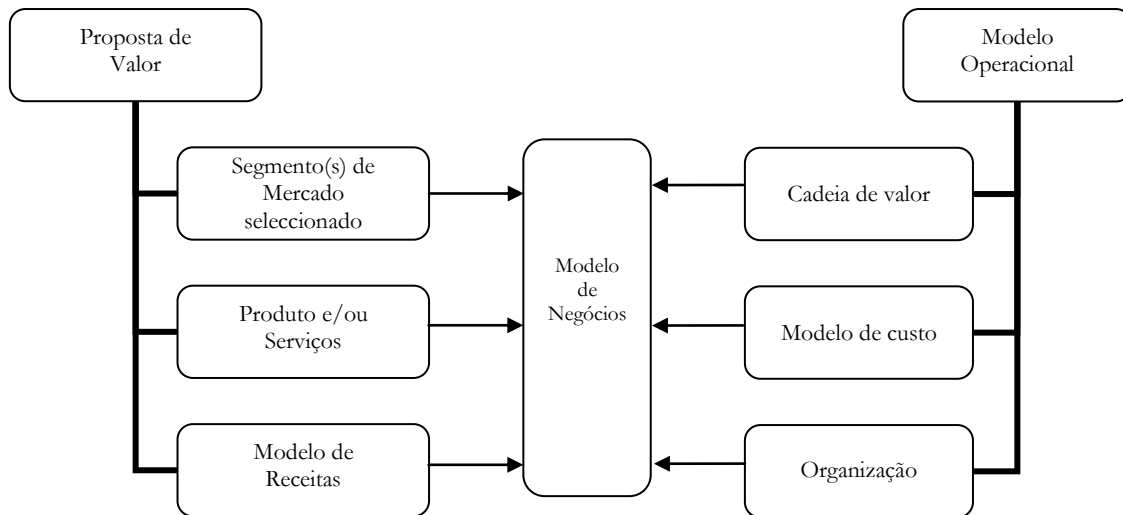 Proposta de
Valor
Modelo
Operacional
Segmento(s) de
Mercado
seleccionado
Cadeia de valor
Modelo
de
Negócios
Produto e/ou
Serviços
Modelo de custo
Modelo de
Receitas
Organização